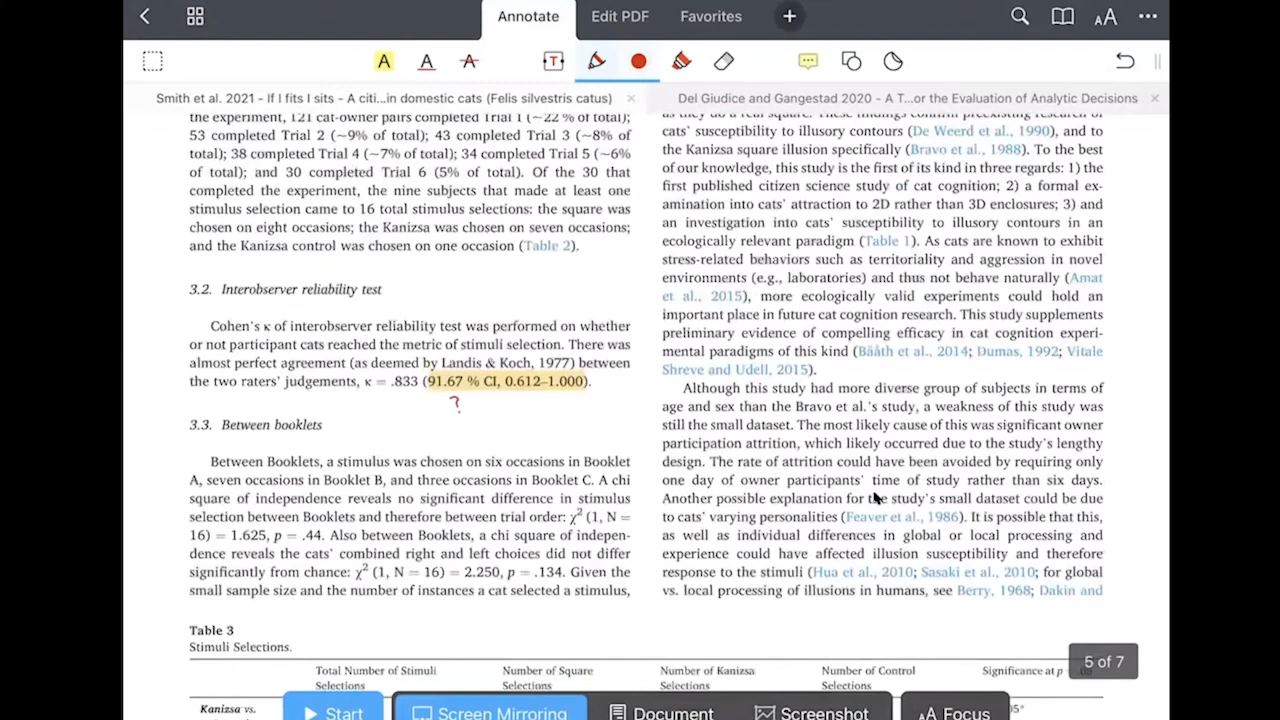 Annotate Edit PDF Favorites
A A A T AA
Smith et al. 2021 - If I fits I sits - A citi...in domestic cats (Felis silvestris catus) × Del Giudice and Gangestad 2020 - A T...or the Evaluation of Analytic Decisions ×
the experiment, 121 cat-owner pairs completed Trial 1 (~22 % of total);
53 completed Trial 2 (~9% of total); 43 completed Trial 3 (~8% of
total); 38 completed Trial 4 (~7% of total); 34 completed Trial 5 (~6%
of total); and 30 completed Trial 6 (5% of total). Of the 30 that
completed the experiment, the nine subjects that made at least one
stimulus selection came to 16 total stimulus selections: the square was
chosen on eight occasions; the Kanizsa was chosen on seven occasions;
and the Kanizsa control was chosen on one occasion (Table 2).
3.2. Interobserver reliability test
Cohen's κ of interobserver reliability test was performed on whether
or not participant cats reached the metric of stimuli selection. There was
almost perfect agreement (as deemed by Landis & Koch, 1977) between
the two raters' judgements, κ = .833 (91.67 % CI, 0.612–1.000).
?
3.3. Between booklets
Between Booklets, a stimulus was chosen on six occasions in Booklet
A, seven occasions in Booklet B, and three occasions in Booklet C. A chi
square of independence reveals no significant difference in stimulus
selection between Booklets and therefore between trial order: χ² (1, N =
16) = 1.625, p = .44. Also between Booklets, a chi square of indepen-
dence reveals the cats' combined right and left choices did not differ
significantly from chance: χ² (1, N = 16) = 2.250, p = .134. Given the
small sample size and the number of instances a cat selected a stimulus,
as they do a real square. These findings confirm preexisting research of
cats' susceptibility to illusory contours (De Weerd et al., 1990), and to
the Kanizsa square illusion specifically (Bravo et al., 1988). To the best
of our knowledge, this study is the first of its kind in three regards: 1) the
first published citizen science study of cat cognition; 2) a formal ex-
amination into cats' attraction to 2D rather than 3D enclosures; 3) and
an investigation into cats' susceptibility to illusory contours in an
ecologically relevant paradigm (Table 1). As cats are known to exhibit
stress-related behaviors such as territoriality and aggression in novel
environments (e.g., laboratories) and thus not behave naturally (Amat
et al., 2015), more ecologically valid experiments could hold an
important place in future cat cognition research. This study supplements
preliminary evidence of compelling efficacy in cat cognition experi-
mental paradigms of this kind (Bååth et al., 2014; Dumas, 1992; Vitale
Shreve and Udell, 2015).
Although this study had more diverse group of subjects in terms of
age and sex than the Bravo et al.'s study, a weakness of this study was
still the small dataset. The most likely cause of this was significant owner
participation attrition, which likely occurred due to the study's lengthy
design. The rate of attrition could have been avoided by requiring only
one day of owner participants' time of study rather than six days.
Another possible explanation for the study's small dataset could be due
to cats' varying personalities (Feaver et al., 1986). It is possible that this,
as well as individual differences in global or local processing and
experience could have affected illusion susceptibility and therefore
response to the stimuli (Hua et al., 2010; Sasaki et al., 2010; for global
vs. local processing of illusions in humans, see Berry, 1968; Dakin and
Table 3
Stimuli Selections.
Total Number of Stimuli Number of Square Number of Kanizsa Number of Control Significance at p
Selections Selections Selections Selections
Kanizsa vs. 05
5 of 7
Start Screen Mirroring Document Screenshot AA Focus